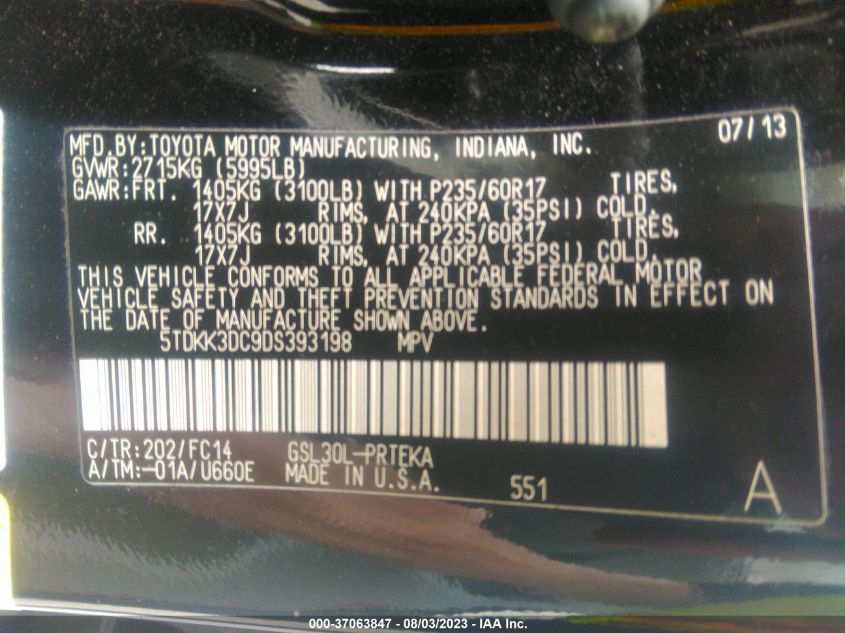 07/13
MFD.BY:TOYOTA MOTOR MANUFACTURING, INDIANA, INC.
GVWR:2715KG (5995LB)
GAWR:FRT. 1405KG (3100LB) WITH P235/60R17 TIRES,
17X7J RIMS, AT 240KPA (35PSI) COLD.
RR. 1405KG (3100LB) WITH P235/60R17 TIRES,
17X7J RIMS, AT 240KPA (35PSI) COLD.
THIS VEHICLE CONFORMS TO ALL APPLICABLE FEDERAL MOTOR
VEHICLE SAFETY AND THEFT PREVENTION STANDARDS IN EFFECT ON
THE DATE OF MANUFACTURE SHOWN ABOVE.
5TDKK3DC9DS393198 MPV
C/TR:202/FC14 GSL30L-PRTEKA
A/TM:-01A/U660E MADE IN U.S.A. 551 A
000-37063847 - 08/03/2023 - IAA Inc.